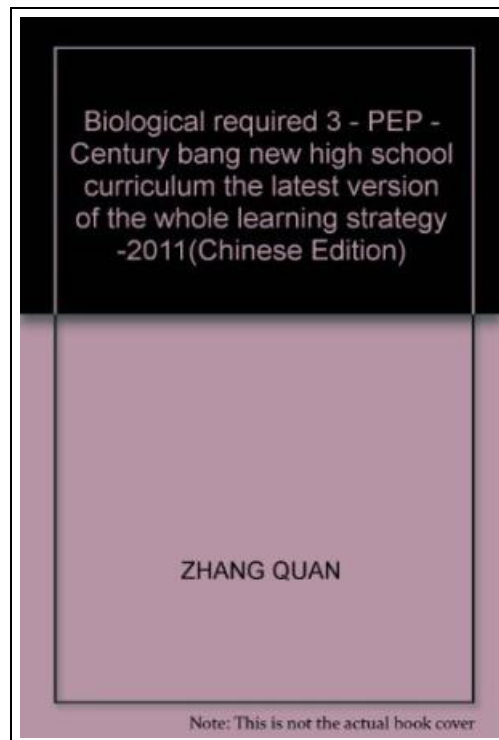 Biological required 3 - PEP -
Century bang new high school
curriculum the latest version
of the whole learning strategy
-2011(Chinese Edition)
ZHANG QUAN
Note: This is not the actual book cover